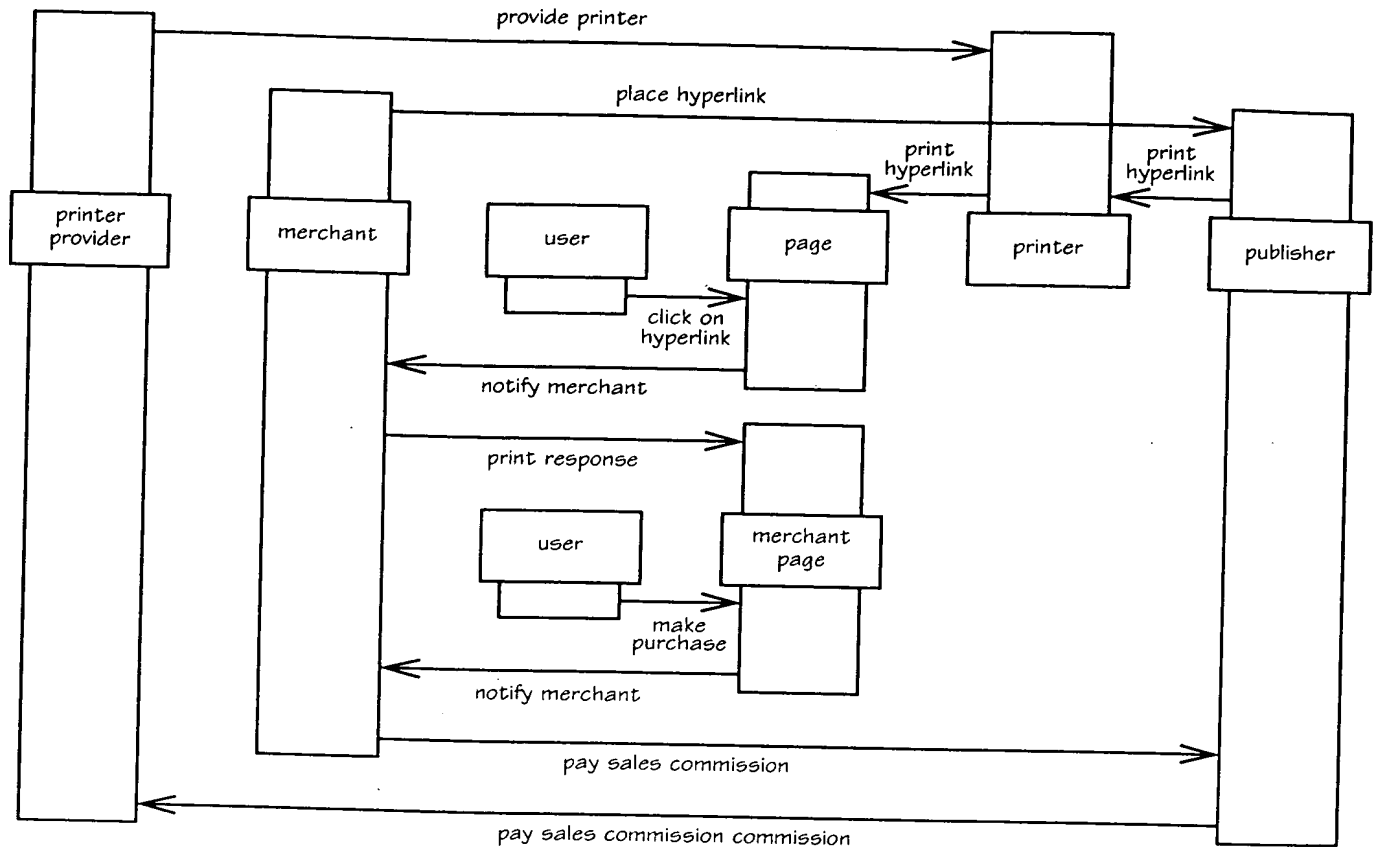 provide printer
place hyperlink
print
hyperlink
print
hyperlink
printer
provider
merchant
user
page
printer
publisher
click on
hyperlink
notify merchant
print response
user
merchant
page
make
purchase
notify merchant
pay sales commission
pay sales commission commission